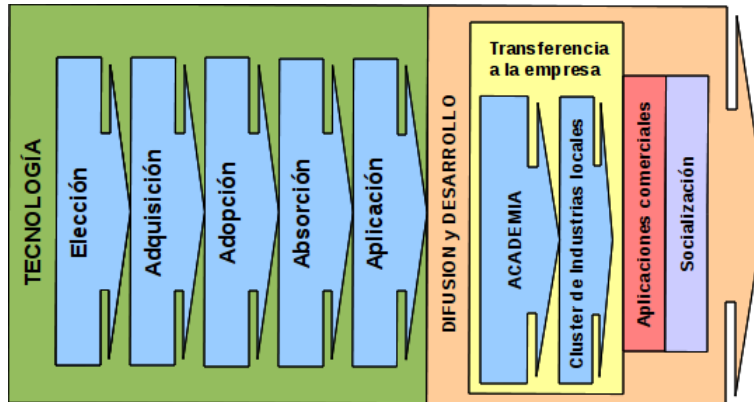 TECNOLOGÍA
Elección
Adquisición
Adopción
Absorción
Aplicación
DIFUSION y DESARROLLO
Transferencia
a la empresa
ACADEMIA
Cluster de Industrias locales
Aplicaciones comerciales
Socialización